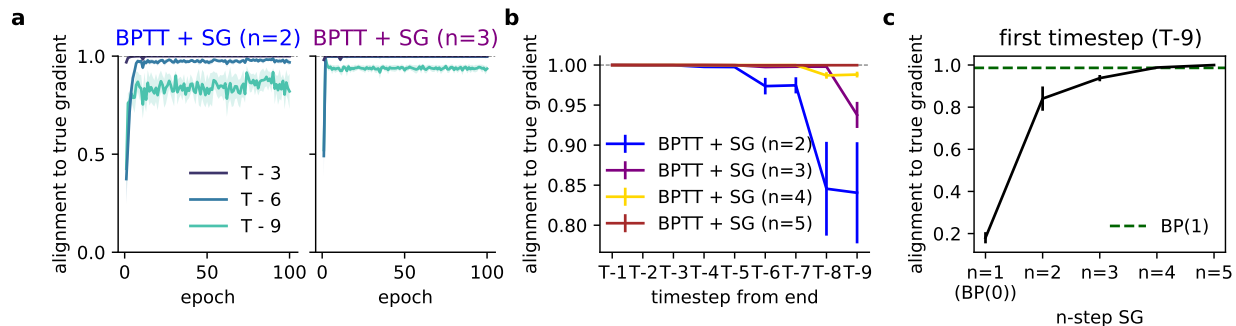 a
BPTT + SG (n=2)
BPTT + SG (n=3)
alignment to true gradient
1.0
0.5
0.0
T - 3
T - 6
T - 9
0
50
100
0
50
100
epoch
epoch
b
alignment to true gradient
1.00
0.95
0.90
0.85
0.80
BPTT + SG (n=2)
BPTT + SG (n=3)
BPTT + SG (n=4)
BPTT + SG (n=5)
T-1
T-2
T-3
T-4
T-5
T-6
T-7
T-8
T-9
timestep from end
c
first timestep (T-9)
alignment to true gradient
1.0
0.8
0.6
0.4
0.2
BP(1)
n=1
(BP(0))
n=2
n=3
n=4
n=5
n-step SG